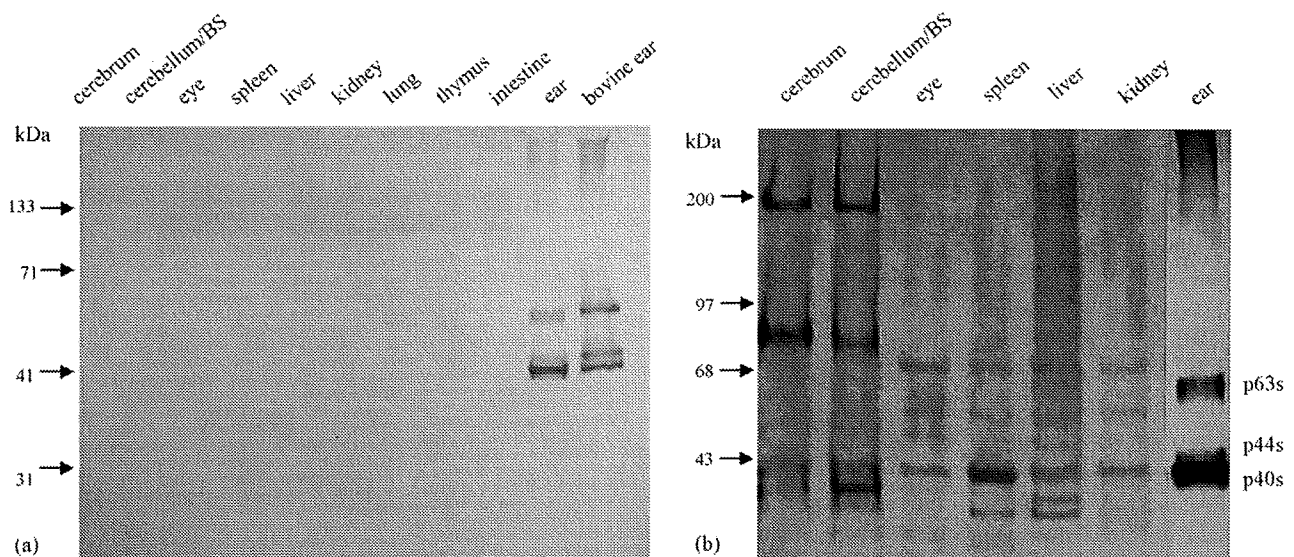 cerebrum
cerebellum/BS
eye
spleen
liver
kidney
lung
thymus
intestine
ear
bovine ear
kDa
133
71
41
31
(a)
cerebrum
cerebellum/BS
eye
spleen
liver
kidney
ear
kDa
200
97
68
43
p63s
p44s
p40s
(b)